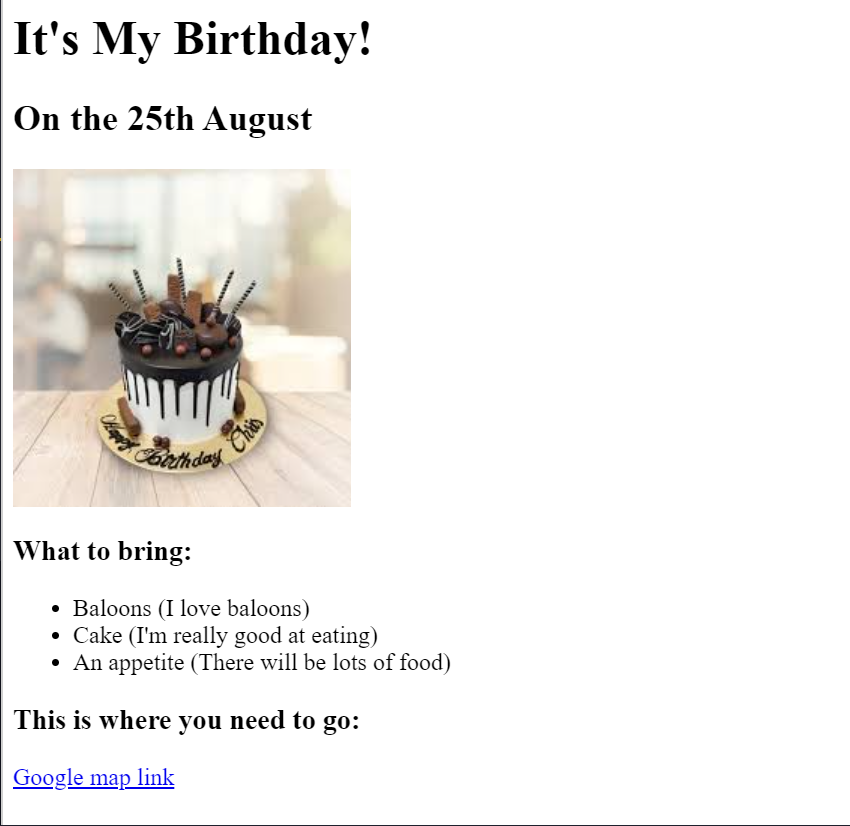 It's My Birthday!
On the 25th August
Happy Birthday Chris
What to bring:
Baloons (I love baloons)
Cake (I'm really good at eating)
An appetite (There will be lots of food)
This is where you need to go:
Google map link